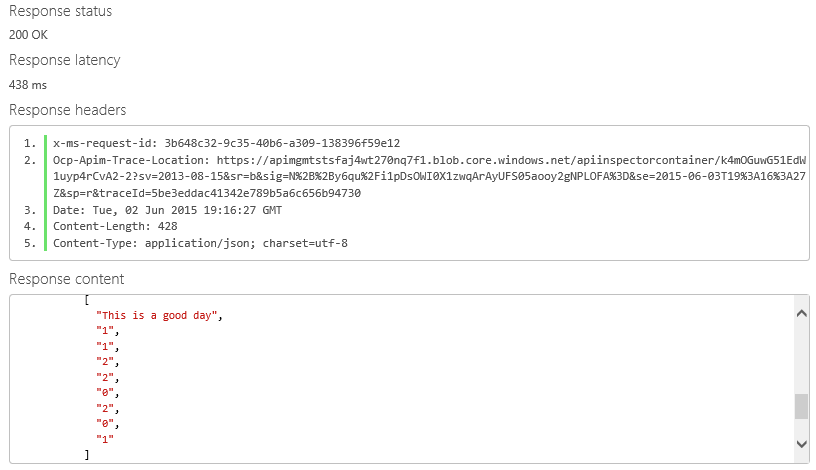 Response status
200 OK
Response latency
438 ms
Response headers
1. x-ms-request-id: 3b648c32-9c35-40b6-a309-138396f59e12
2. Ocp-Apim-Trace-Location: https://apimgmtstsfaj4wt270nq7f1.blob.core.windows.net/apiinspectorcontainer/k4mOGuwG51EdW
1uyp4rCvA2-2?sv=2013-08-15&sr=b&sig=N%2B%2By6qu%2Fi1pDsOWI0X1zwqArAyUFS05aooy2gNPLOFA%3D&se=2015-06-03T19%3A16%3A27
Z&sp=r&traceId=5be3eddac41342e789b5a6c656b94730
3. Date: Tue, 02 Jun 2015 19:16:27 GMT
4. Content-Length: 428
5. Content-Type: application/json; charset=utf-8
Response content
[
"This is a good day",
"1",
"1",
"2",
"2",
"0",
"2",
"0",
"1"
]